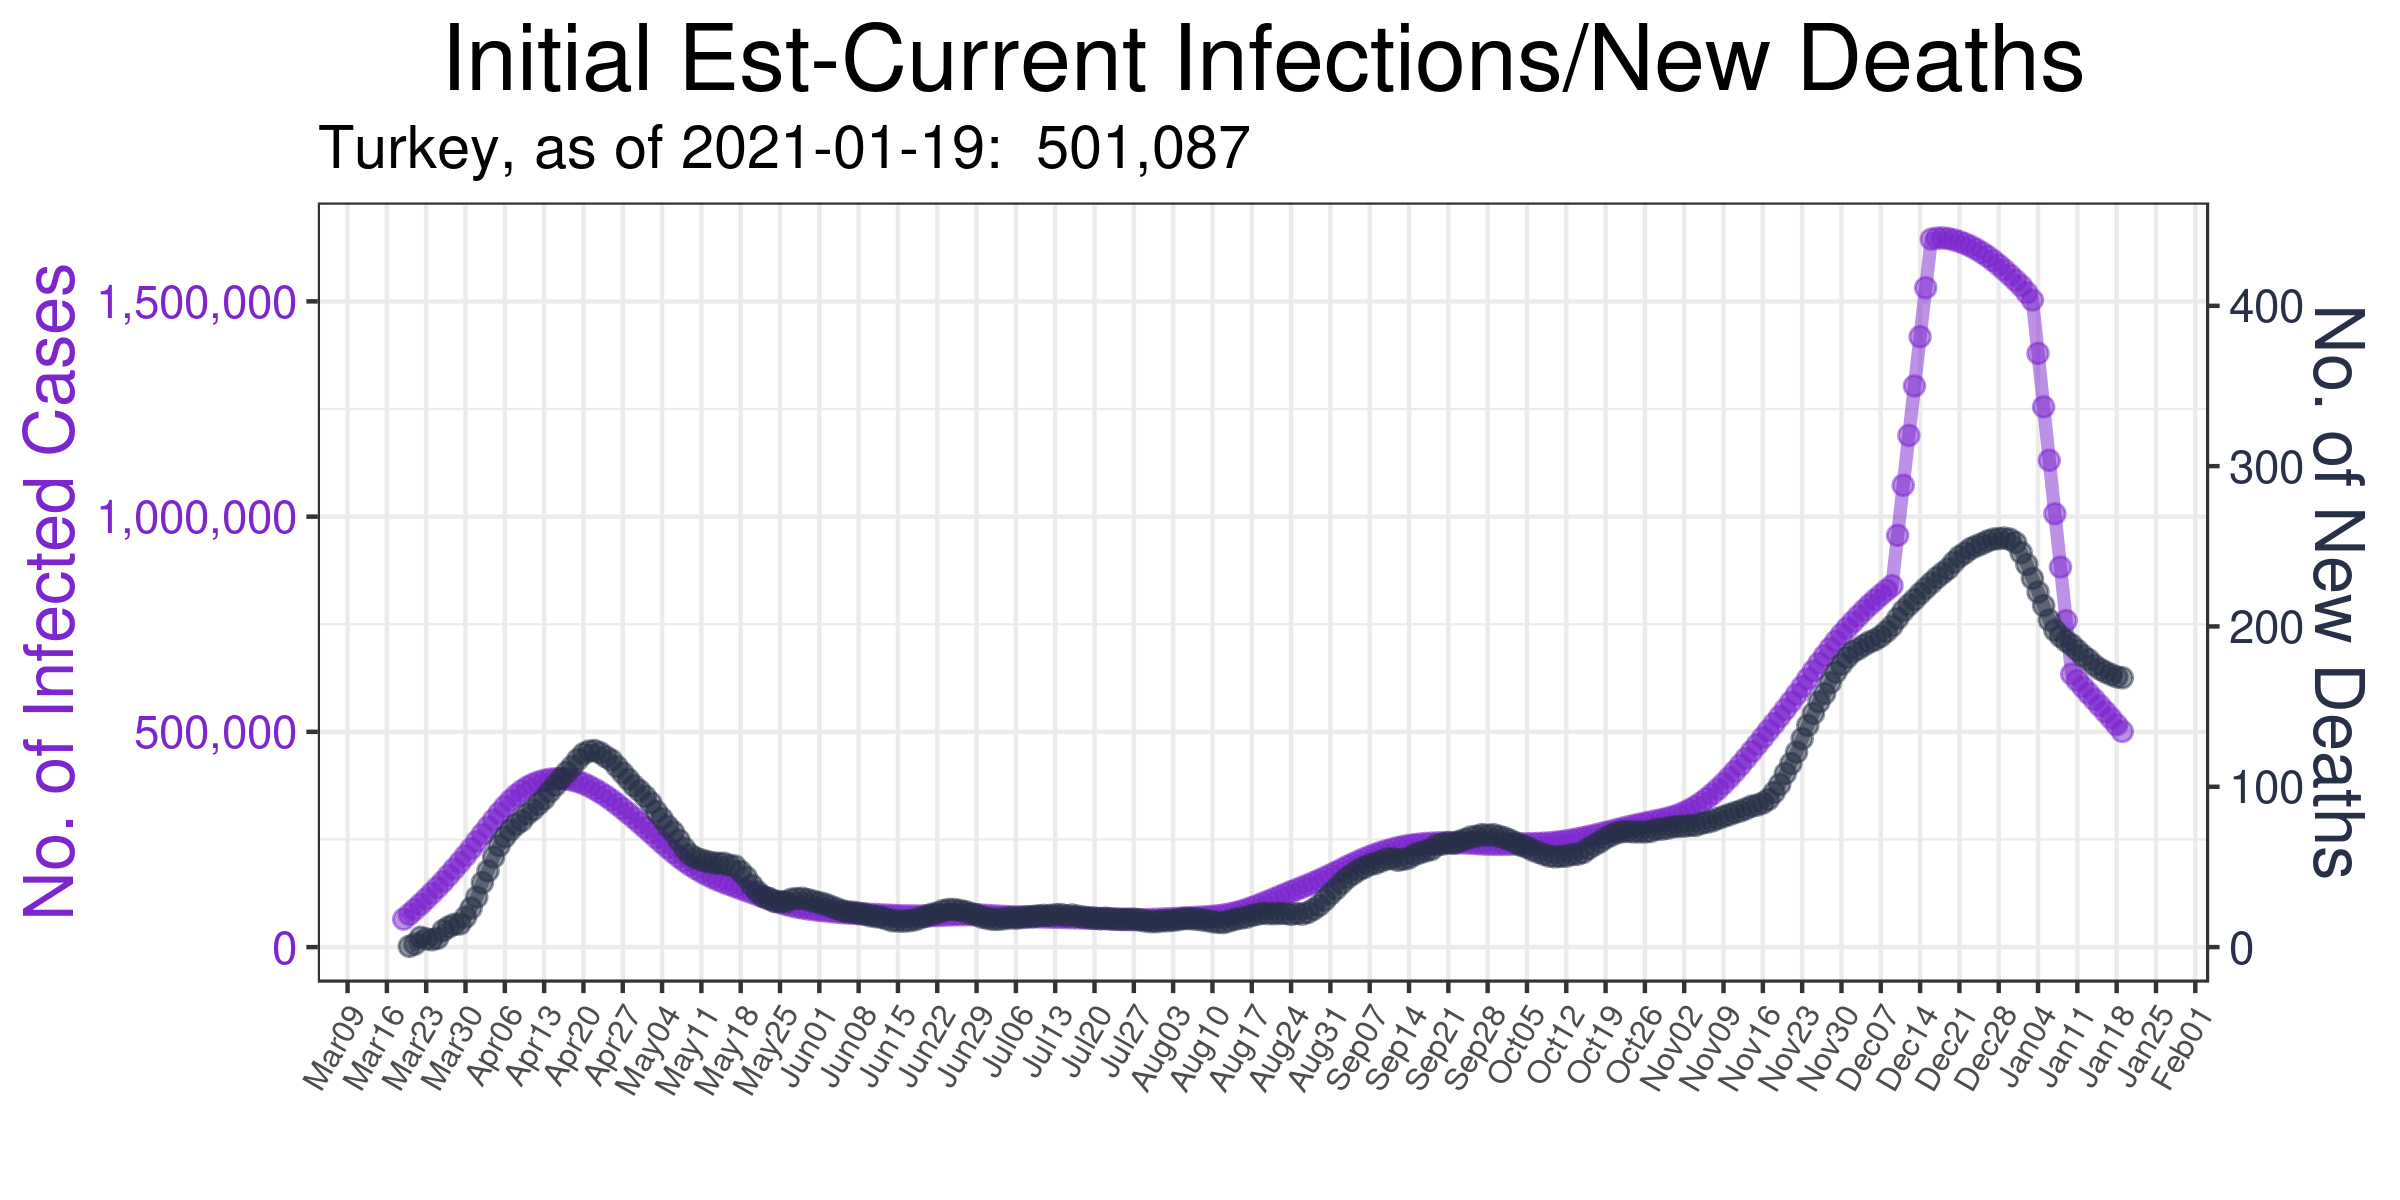 Initial Est-Current Infections/New Deaths
Turkey, as of 2021-01-19:  501,087
No. of Infected Cases
1,500,000
1,000,000
500,000
0
400
300
200
100
0
No. of New Deaths
Mar09
Mar16
Mar23
Mar30
Apr06
Apr13
Apr20
Apr27
May04
May11
May18
May25
Jun01
Jun08
Jun15
Jun22
Jun29
Jul06
Jul13
Jul20
Jul27
Aug03
Aug10
Aug17
Aug24
Aug31
Sep07
Sep14
Sep21
Sep28
Oct05
Oct12
Oct19
Oct26
Nov02
Nov09
Nov16
Nov23
Nov30
Dec07
Dec14
Dec21
Dec28
Jan04
Jan11
Jan18
Jan25
Feb01